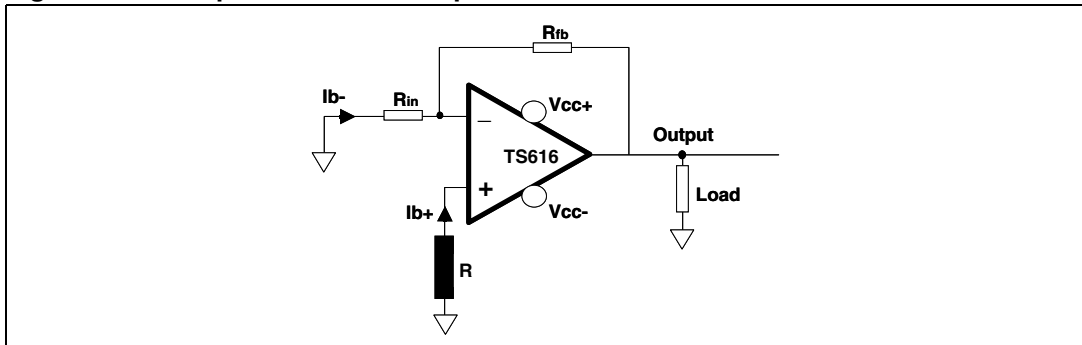 Rfb
Ib-
Rin
Vcc+
_
Output
TS616
+
Load
Ib+
Vcc-
R